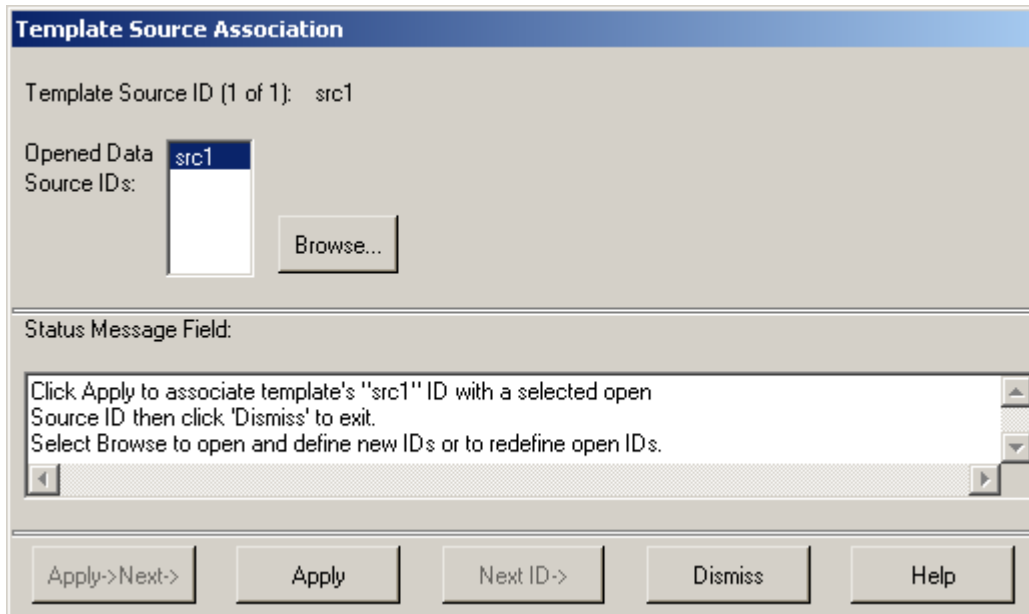 Template Source Association
Template Source ID (1 of 1): src1
Opened Data
Source IDs:
src1
Browse...
Status Message Field:
Click Apply to associate template's "src1" ID with a selected open
Source ID then click 'Dismiss' to exit.
Select Browse to open and define new IDs or to redefine open IDs.
Apply->Next->
Apply
Next ID->
Dismiss
Help